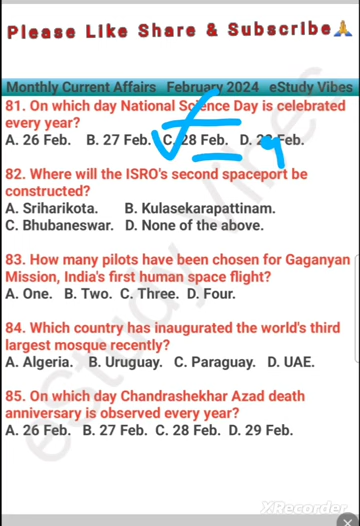 Please Like Share & Subscribe🙏
Monthly Current Affairs February 2024 eStudy Vibes
81. On which day National Science Day is celebrated
every year?
A. 26 Feb. B. 27 Feb. C. 28 Feb. D. 29 Feb.
82. Where will the ISRO's second spaceport be
constructed?
A. Sriharikota. B. Kulasekarapattinam.
C. Bhubaneswar. D. None of the above.
83. How many pilots have been chosen for Gaganyan
Mission, India's first human space flight?
A. One. B. Two. C. Three. D. Four.
84. Which country has inaugurated the world's third
largest mosque recently?
A. Algeria. B. Uruguay. C. Paraguay. D. UAE.
85. On which day Chandrashekhar Azad death
anniversary is observed every year?
A. 26 Feb. B. 27 Feb. C. 28 Feb. D. 29 Feb.
eStudy Vibes
XRecorder